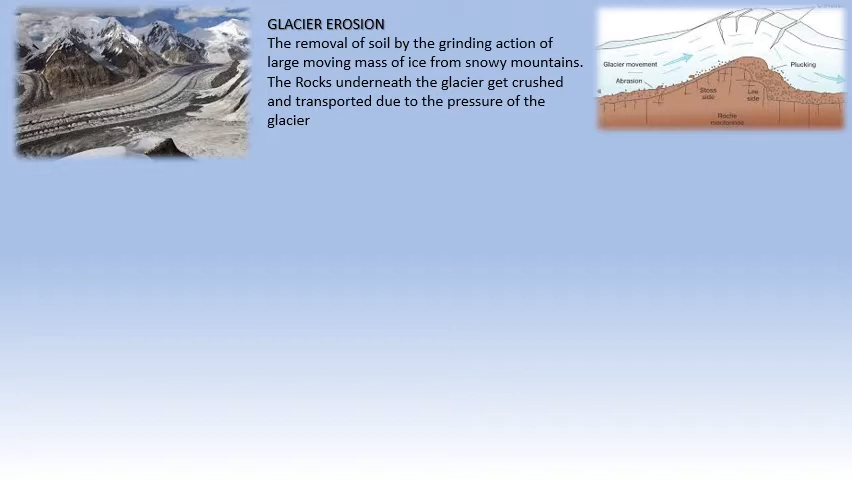 GLACIER EROSION
The removal of soil by the grinding action of
large moving mass of ice from snowy mountains.
The Rocks underneath the glacier get crushed
and transported due to the pressure of the
glacier
Glacier movement
Plucking
Abrasion
Stoss
side
Lee
side
Roche
moutonnée